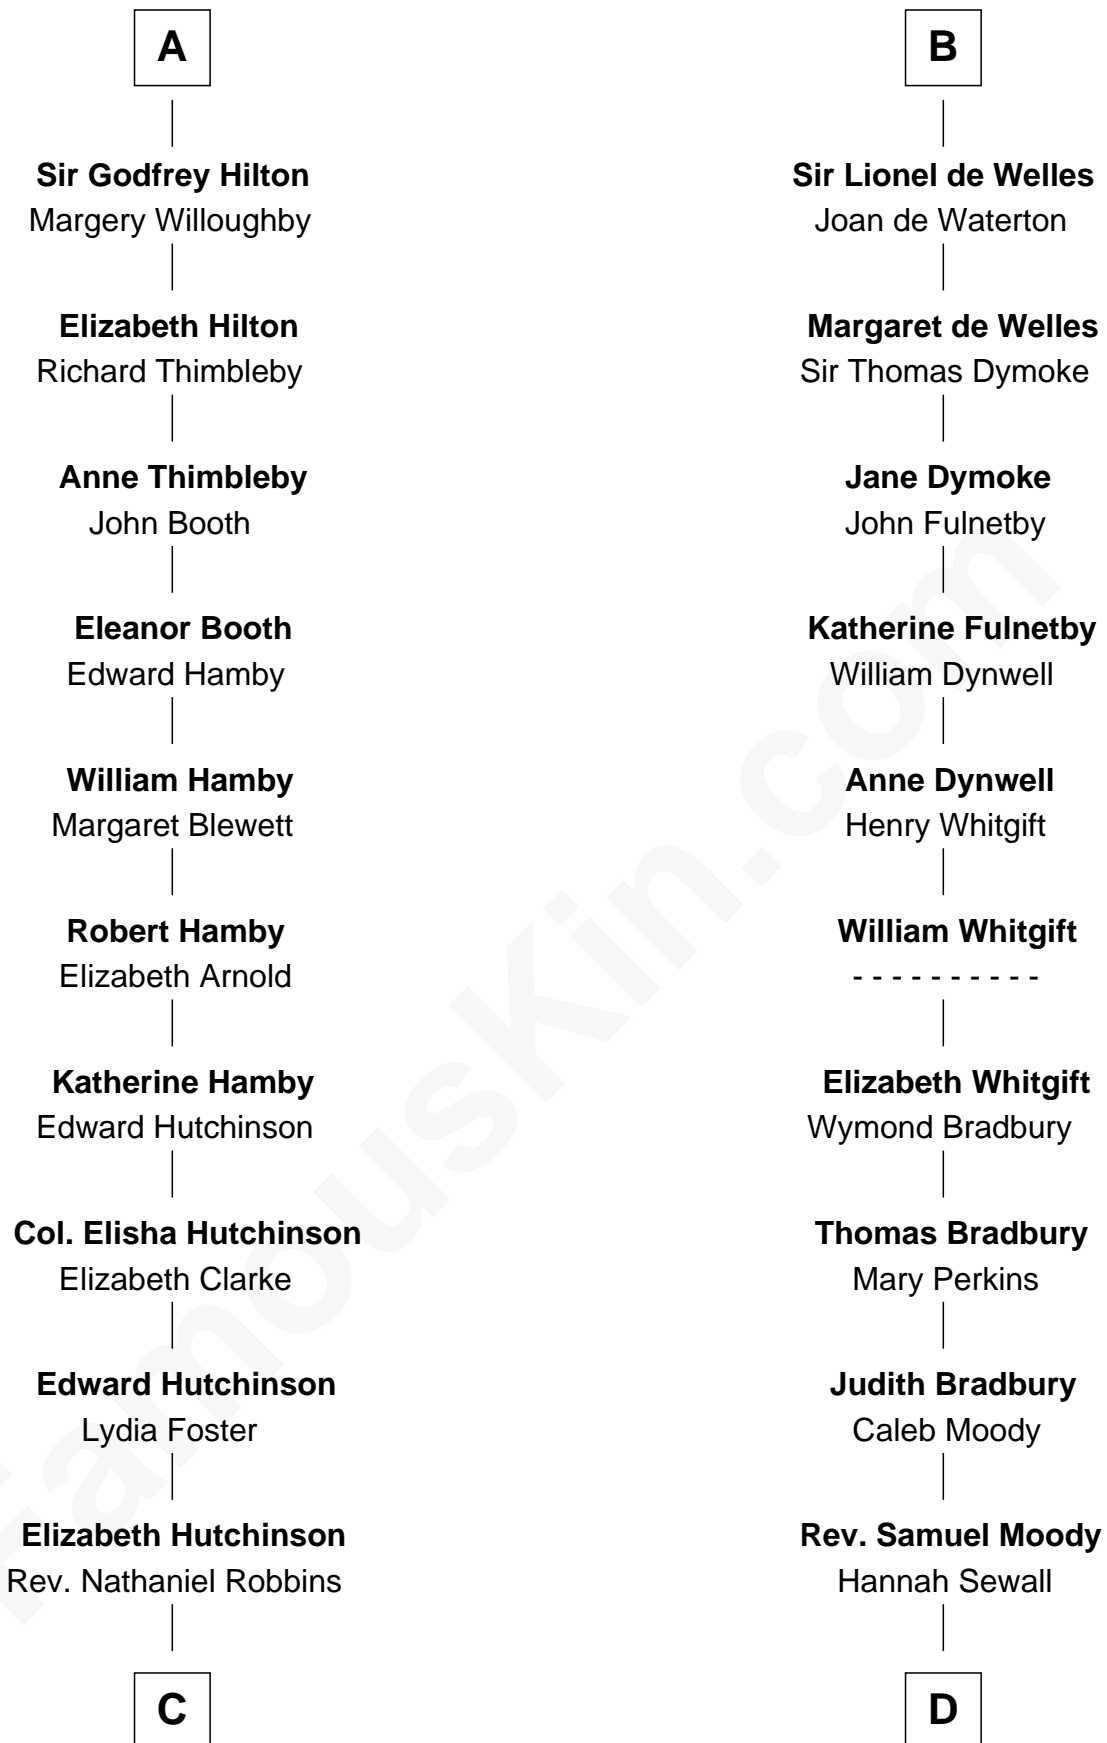 A
Sir Godfrey Hilton
Margery Willoughby
Elizabeth Hilton
Richard Thimbleby
Anne Thimbleby
John Booth
Eleanor Booth
Edward Hamby
William Hamby
Margaret Blewett
Robert Hamby
Elizabeth Arnold
Katherine Hamby
Edward Hutchinson
Col. Elisha Hutchinson
Elizabeth Clarke
Edward Hutchinson
Lydia Foster
Elizabeth Hutchinson
Rev. Nathaniel Robbins
C
B
Sir Lionel de Welles
Joan de Waterton
Margaret de Welles
Sir Thomas Dymoke
Jane Dymoke
John Fulnetby
Katherine Fulnetby
William Dynwell
Anne Dynwell
Henry Whitgift
William Whitgift
- - - - - - - - - -
Elizabeth Whitgift
Wymond Bradbury
Thomas Bradbury
Mary Perkins
Judith Bradbury
Caleb Moody
Rev. Samuel Moody
Hannah Sewall
D
FamousKin.com